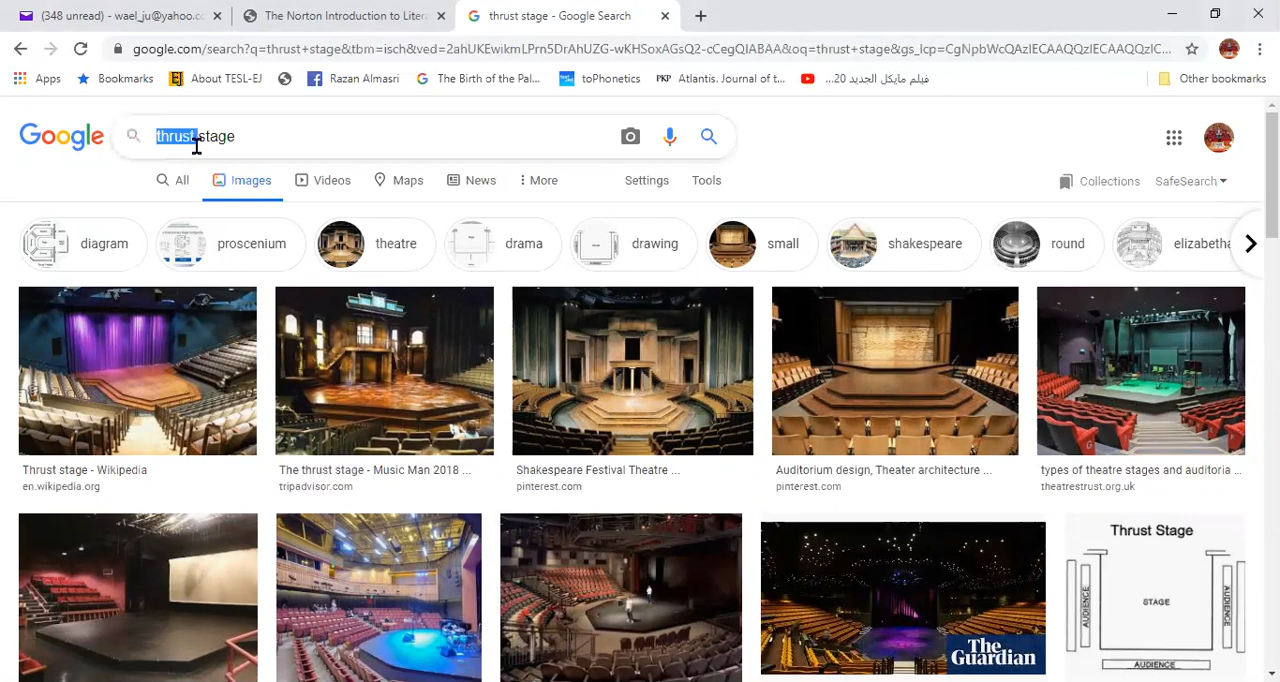 (348 unread) - wael_ju@yahoo.co
The Norton Introduction to Liter
thrust stage - Google Search
google.com/search?q=thrust+stage&tbm=isch&ved=2ahUKEwikmLPrn5DrAhUZG-wKHSoxAGsQ2-cCegQIABAA&oq=thrust+stage&gs_lcp=CgNpbWcQAzIECAAQQzIECAAQQzIC...
Apps
Bookmarks
About TESL-EJ
Razan Almasri
The Birth of the Pal...
toPhonetics
PKP Atlantis. Journal of t...
فيلم مايكل الجديد 20...
Other bookmarks
Google
thrust stage
All
Images
Videos
Maps
News
More
Settings
Tools
Collections
SafeSearch
diagram
proscenium
theatre
drama
drawing
small
shakespeare
round
elizabetha
Thrust stage - Wikipedia
en.wikipedia.org
The thrust stage - Music Man 2018 ...
tripadvisor.com
Shakespeare Festival Theatre ...
pinterest.com
Auditorium design, Theater architecture ...
pinterest.com
types of theatre stages and auditoria ...
theatrestrust.org.uk
The
Guardian
Thrust Stage
AUDIENCE
STAGE
AUDIENCE
AUDIENCE